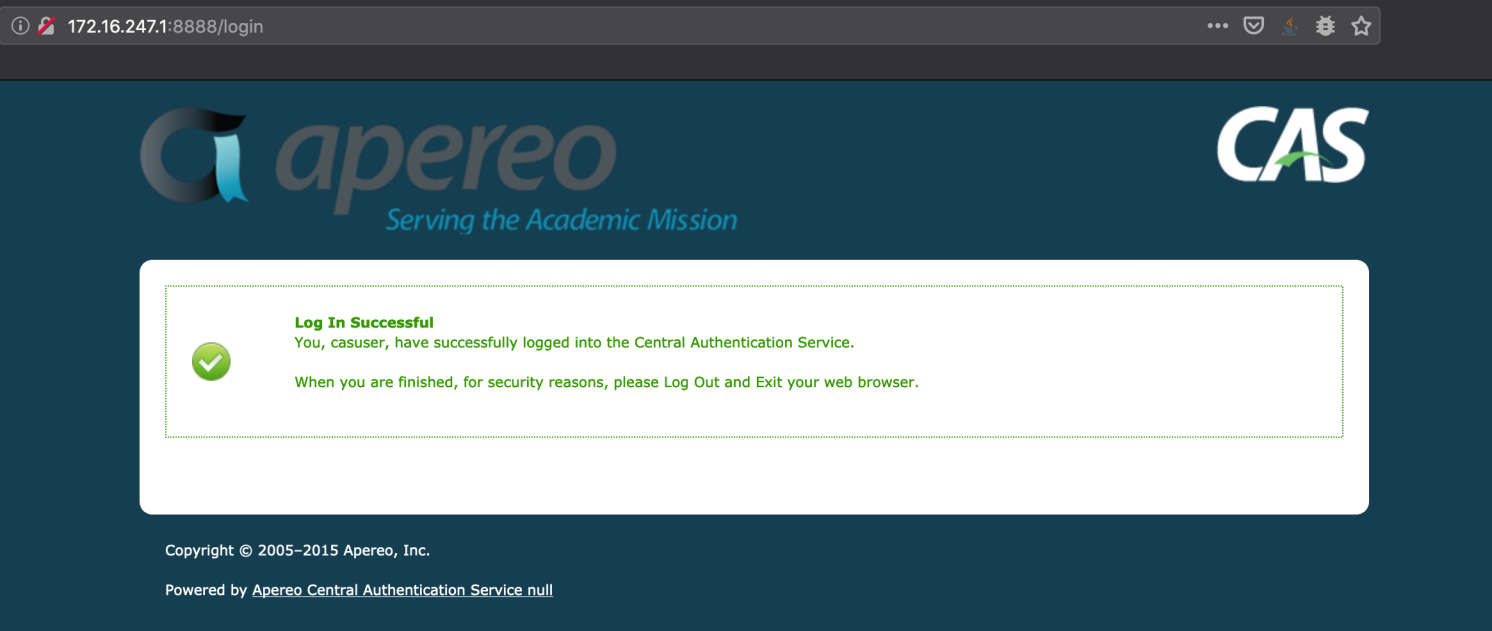 172.16.247.1:8888/login
apereo
CAS
Serving the Academic Mission
Log In Successful
You, casuser, have successfully logged into the Central Authentication Service.
When you are finished, for security reasons, please Log Out and Exit your web browser.
Copyright © 2005–2015 Apereo, Inc.
Powered by Apereo Central Authentication Service null